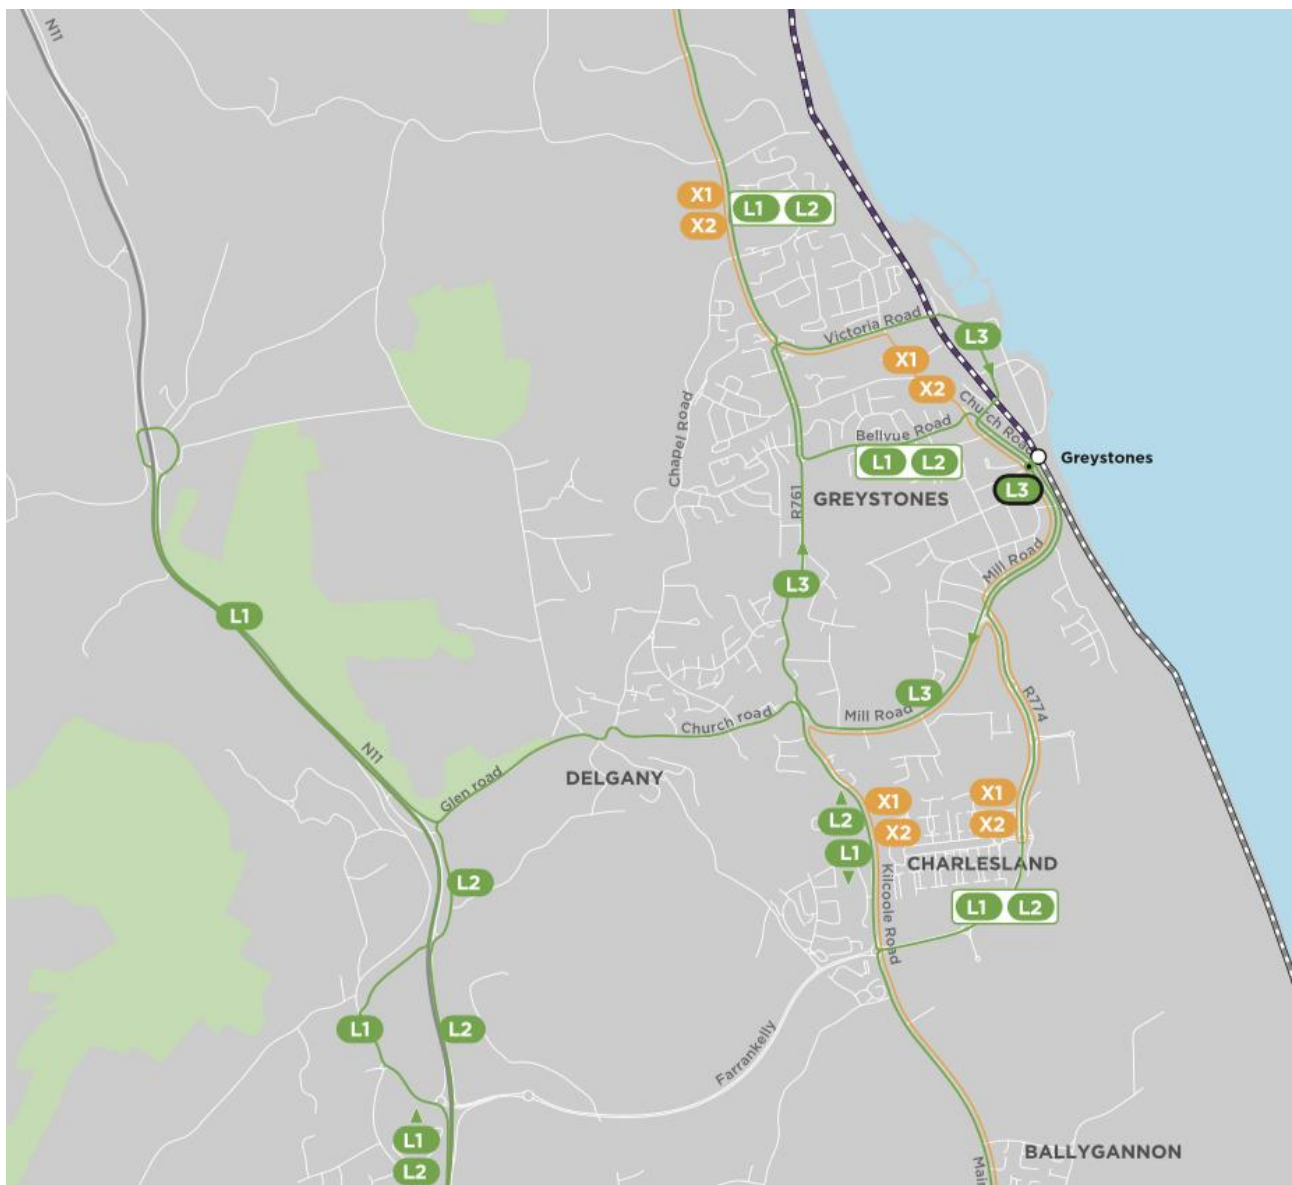 N11
X1
L1 L2
X2
Victoria Road
L3
X1
X2
Chapel Road
Church Road
Bellvue Road
Greystones
L1 L2
L3
GREYSTONES
R761
Mill Road
L3
L1
L3
R774
Mill Road
Church road
N11
DELGANY
Glen road
X1
X1
L2
X2
X2
L1
CHARLESLAND
L2
Kilcoole Road
L1 L2
L1
L2
Farrankelly
L1
BALLYGANNON
L2
Main